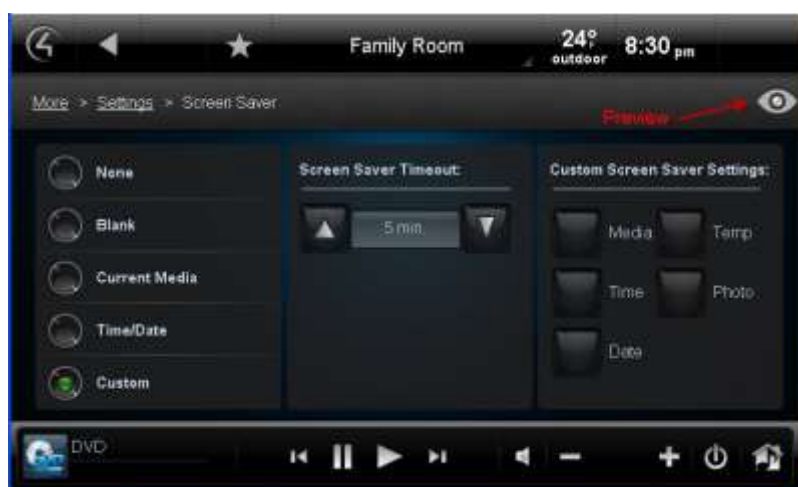 Family Room
24°F
outdoor
8:30 pm
More > Settings > Screen Saver
Preview
None
Blank
Current Media
Time/Date
Custom
Screen Saver Timeout:
5 min.
Custom Screen Saver Settings:
Media
Temp
Time
Photo
Date
DVD